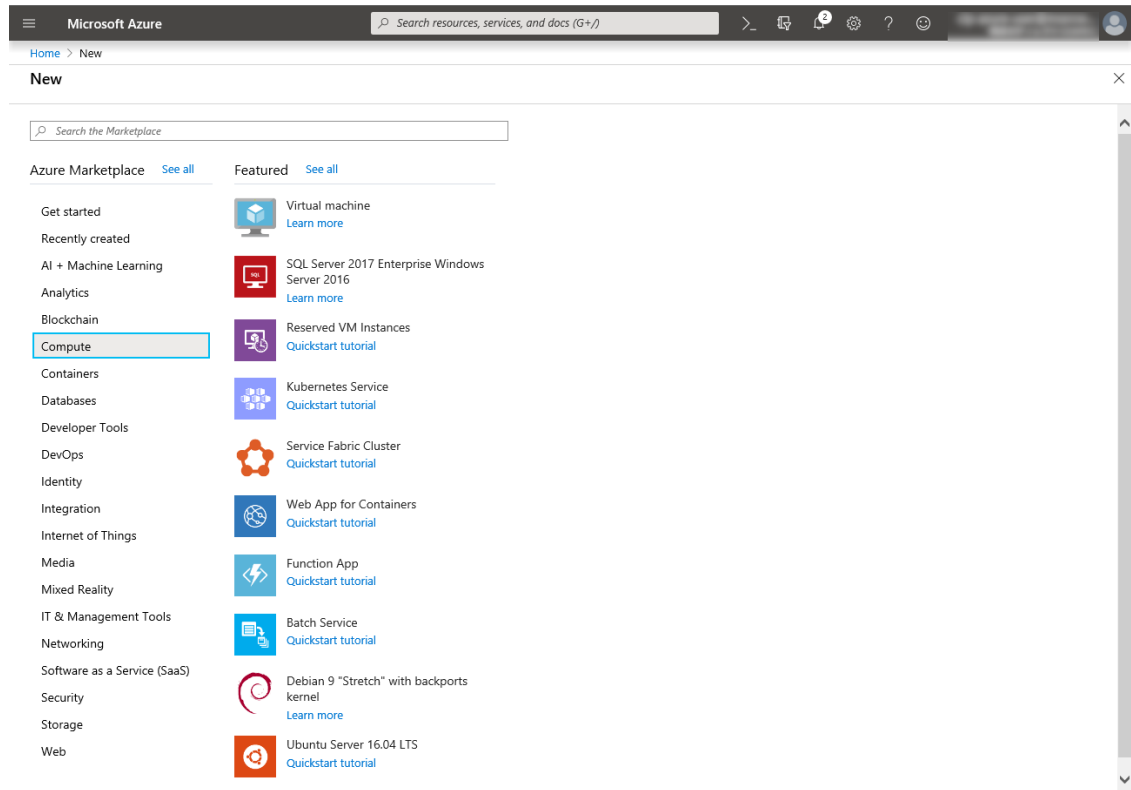 Microsoft Azure
Search resources, services, and docs (G+/)
2
Home > New
New
Search the Marketplace
Azure Marketplace See all
Featured See all
Get started
Recently created
AI + Machine Learning
Analytics
Blockchain
Compute
Containers
Databases
Developer Tools
DevOps
Identity
Integration
Internet of Things
Media
Mixed Reality
IT & Management Tools
Networking
Software as a Service (SaaS)
Security
Storage
Web
Virtual machine
Learn more
SQL
SQL Server 2017 Enterprise Windows
Server 2016
Learn more
Reserved VM Instances
Quickstart tutorial
Kubernetes Service
Quickstart tutorial
Service Fabric Cluster
Quickstart tutorial
Web App for Containers
Quickstart tutorial
Function App
Quickstart tutorial
Batch Service
Quickstart tutorial
Debian 9 "Stretch" with backports
kernel
Learn more
Ubuntu Server 16.04 LTS
Quickstart tutorial